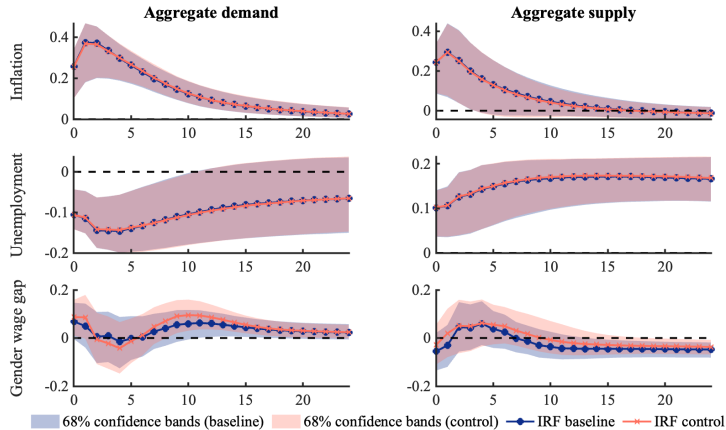 Aggregate demand
Aggregate supply
Inflation
0.4
0.2
0
0 5 10 15 20
0.4
0.2
0
0 5 10 15 20
Unemployment
0
-0.1
-0.2
0 5 10 15 20
0.2
0.1
0
0 5 10 15 20
Gender wage gap
0.2
0
-0.2
0 5 10 15 20
0.2
0
-0.2
0 5 10 15 20
68% confidence bands (baseline) 68% confidence bands (control) IRF baseline IRF control